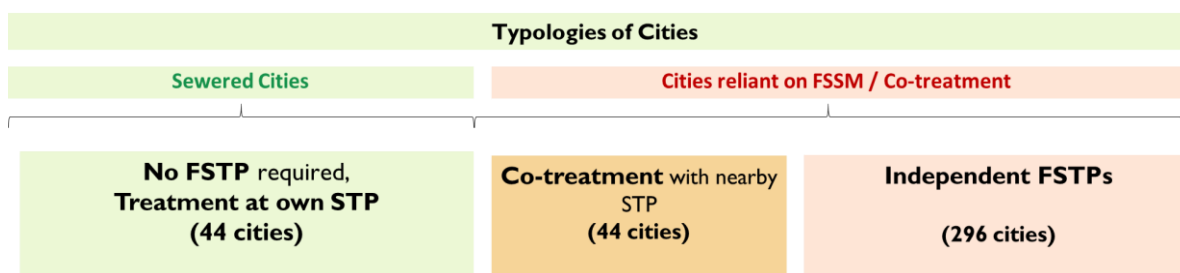 Typologies of Cities
Sewered Cities
Cities reliant on FSSM / Co-treatment
No FSTP required,
Treatment at own STP
(44 cities)
Co-treatment with nearby
STP
(44 cities)
Independent FSTPs
(296 cities)